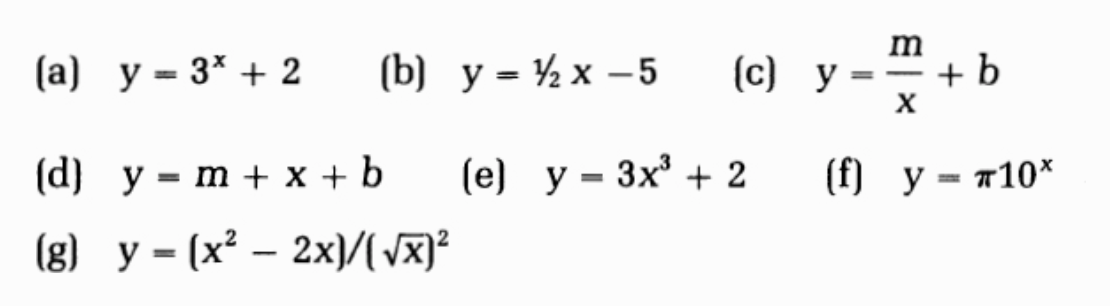 (a) y = 3ˣ + 2 (b) y = ½ x – 5 (c) y = m/x + b
(d) y = m + x + b (e) y = 3x³ + 2 (f) y = π10ˣ
(g) y = (x² – 2x)/(√x)²